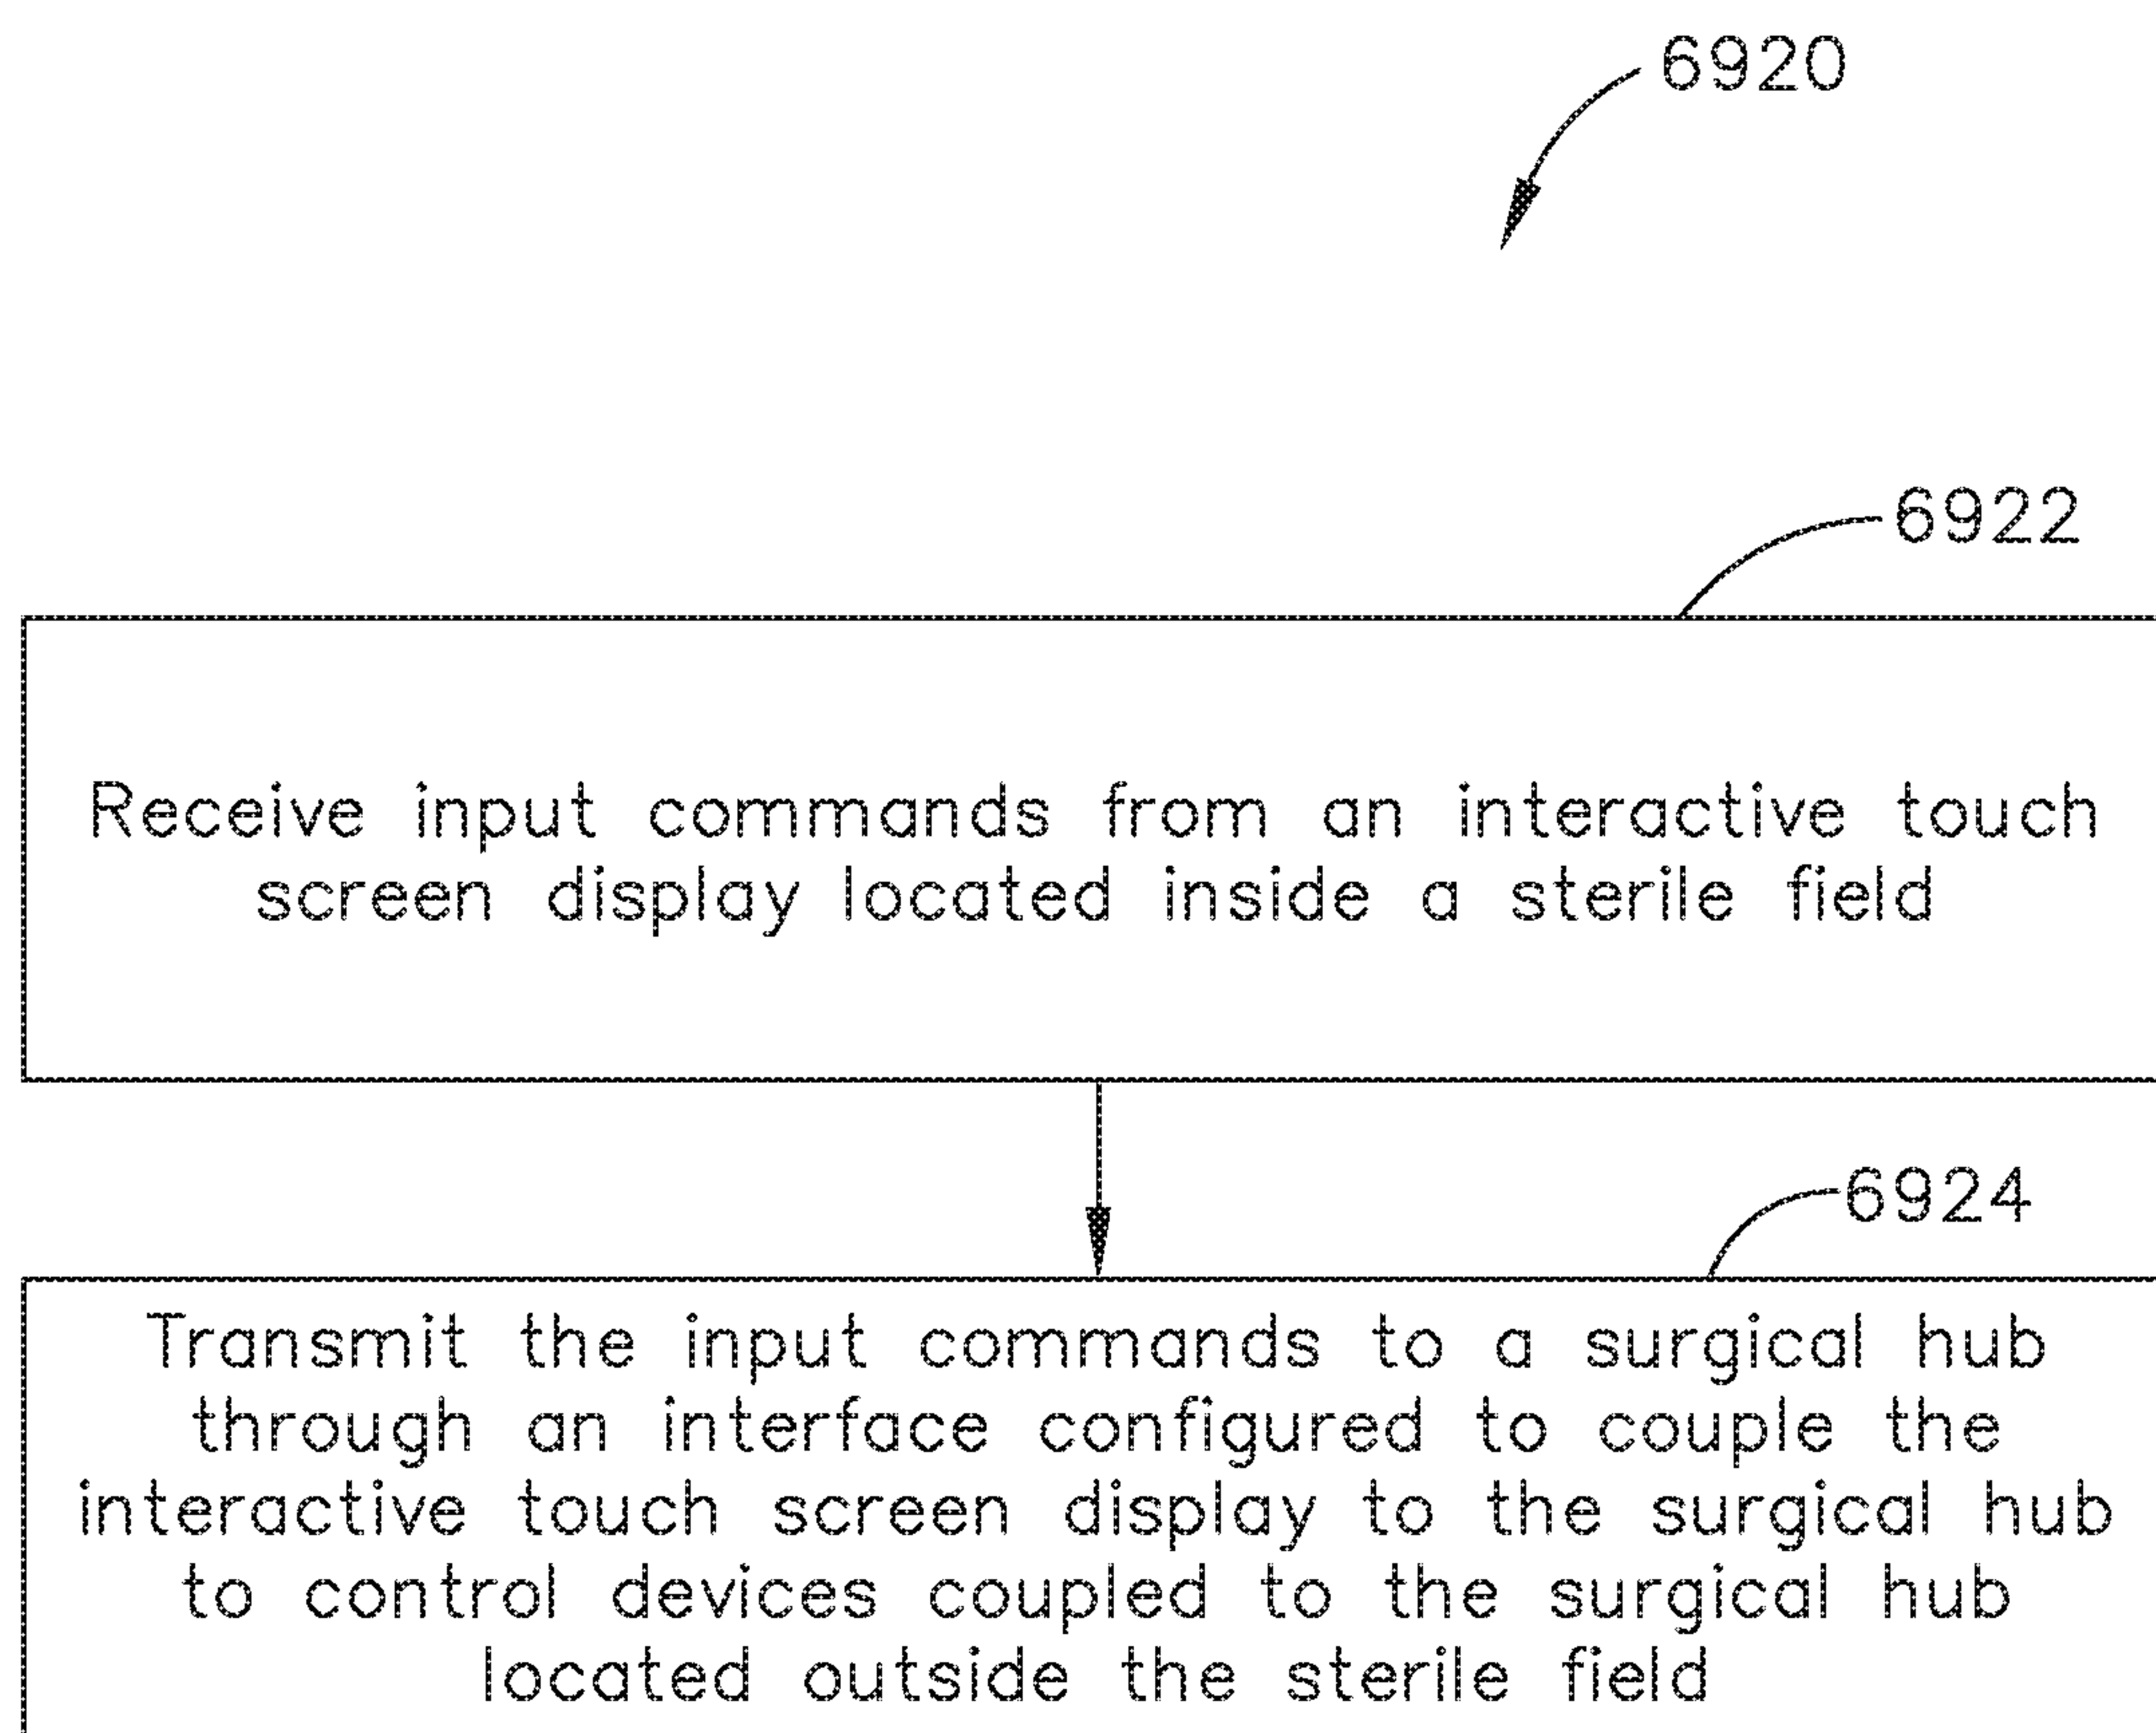 6920
6922
Receive input commands from an interactive touch
screen display located inside a sterile field
6924
Transmit the input commands to a surgical hub
through an interface configured to couple the
interactive touch screen display to the surgical hub
to control devices coupled to the surgical hub
located outside the sterile field